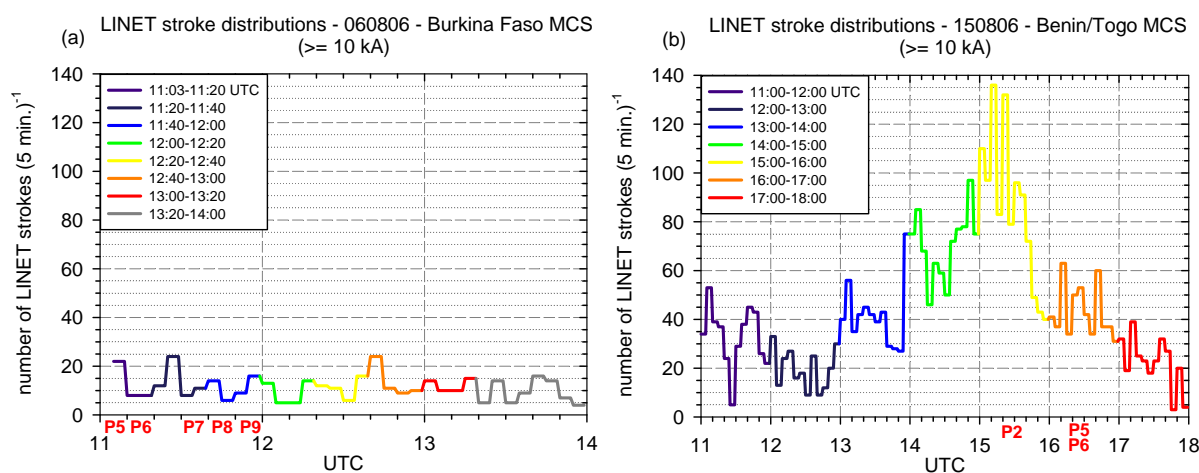 (a)
LINET stroke distributions - 060806 - Burkina Faso MCS
(>= 10 kA)
number of LINET strokes (5 min.)-1
140
120
100
80
60
40
20
0
11:03-11:20 UTC
11:20-11:40
11:40-12:00
12:00-12:20
12:20-12:40
12:40-13:00
13:00-13:20
13:20-14:00
P5 P6 P7 P8 P9
11 12 13 14
UTC
(b)
LINET stroke distributions - 150806 - Benin/Togo MCS
(>= 10 kA)
number of LINET strokes (5 min.)-1
140
120
100
80
60
40
20
0
11:00-12:00 UTC
12:00-13:00
13:00-14:00
14:00-15:00
15:00-16:00
16:00-17:00
17:00-18:00
11 12 13 14 15 16 17 18
P2 P5
P6
UTC